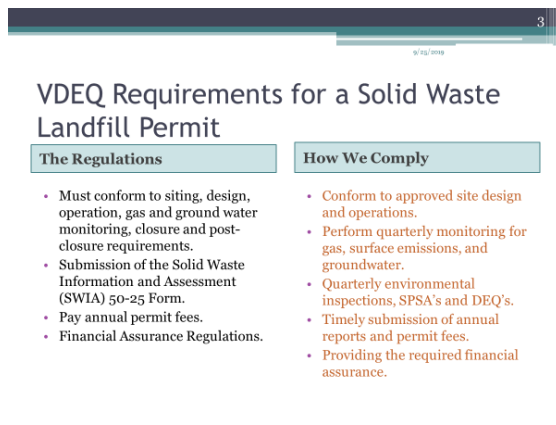 3
9/25/2019
VDEQ Requirements for a Solid Waste
Landfill Permit
The Regulations
• Must conform to siting, design,
operation, gas and ground water
monitoring, closure and post-
closure requirements.
• Submission of the Solid Waste
Information and Assessment
(SWIA) 50-25 Form.
• Pay annual permit fees.
• Financial Assurance Regulations.
How We Comply
• Conform to approved site design
and operations.
• Perform quarterly monitoring for
gas, surface emissions, and
groundwater.
• Quarterly environmental
inspections, SPSA's and DEQ's.
• Timely submission of annual
reports and permit fees.
• Providing the required financial
assurance.